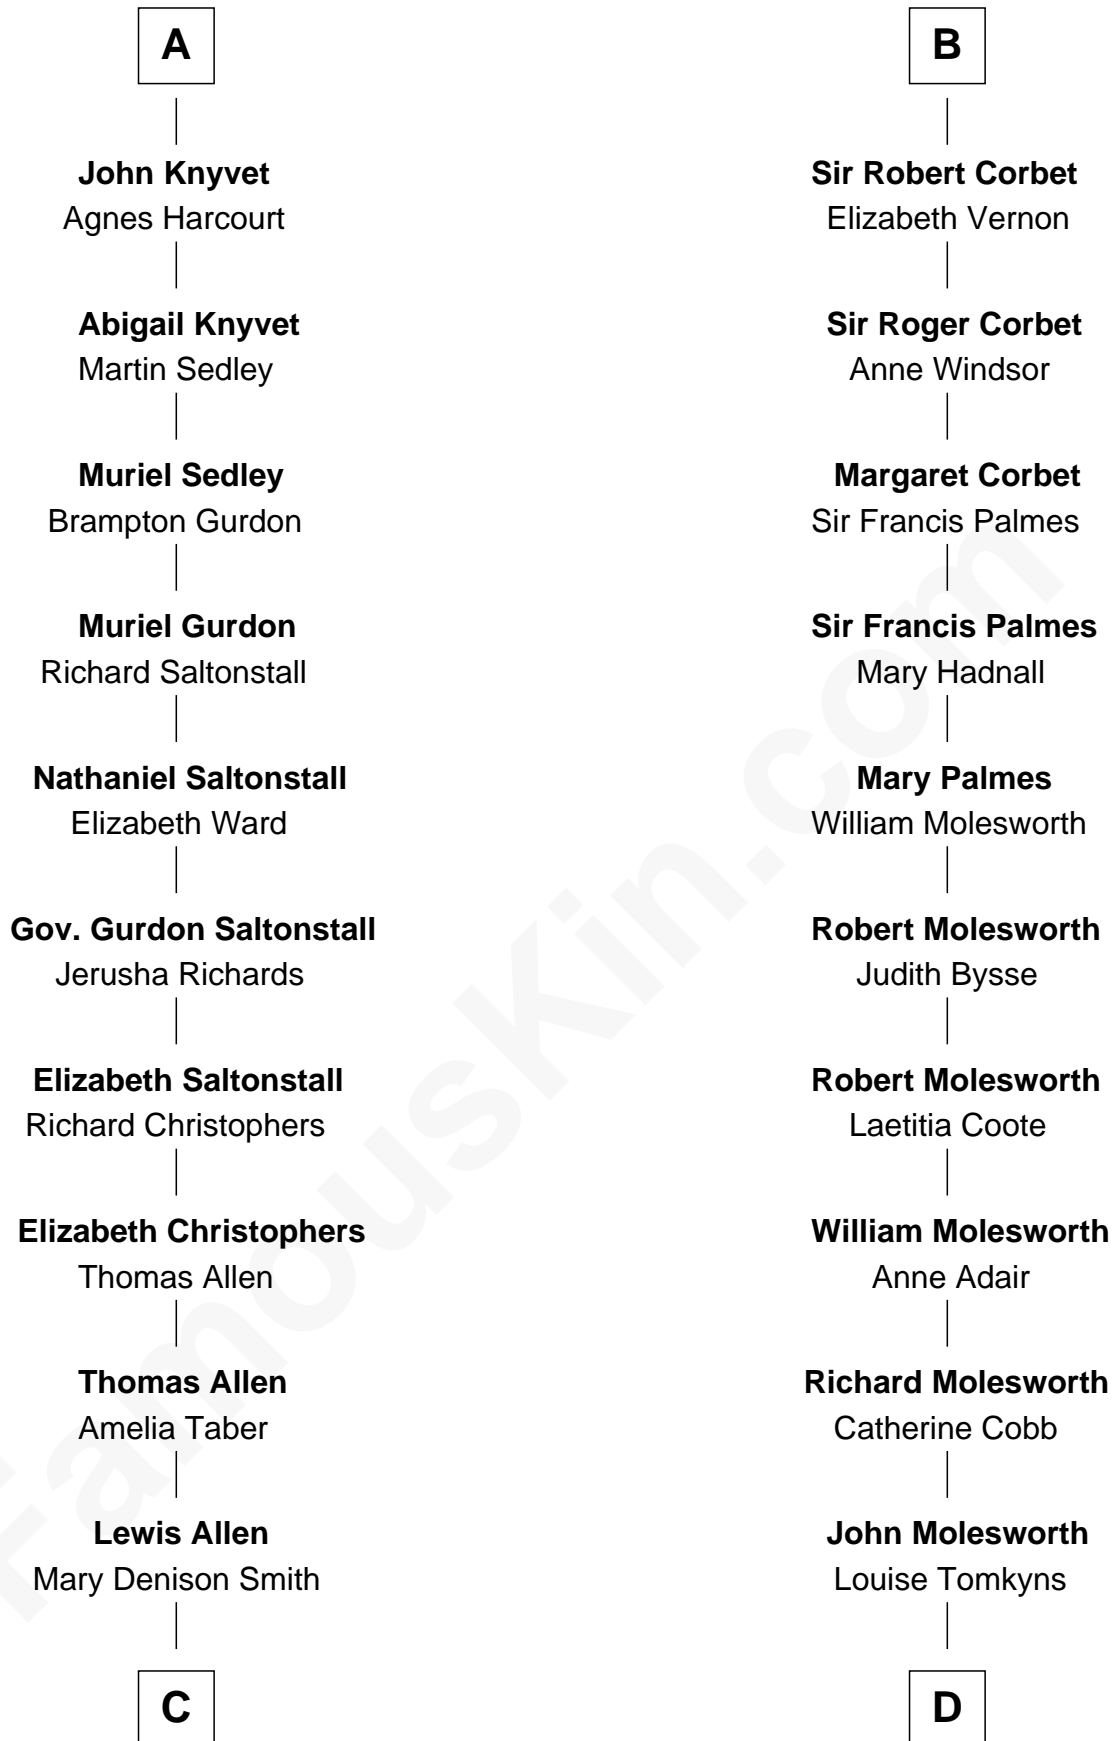 A
John Knyvet
Agnes Harcourt
Abigail Knyvet
Martin Sedley
Muriel Sedley
Brampton Gurdon
Muriel Gurdon
Richard Saltonstall
Nathaniel Saltonstall
Elizabeth Ward
Gov. Gurdon Saltonstall
Jerusha Richards
Elizabeth Saltonstall
Richard Christophers
Elizabeth Christophers
Thomas Allen
Thomas Allen
Amelia Taber
Lewis Allen
Mary Denison Smith
C
B
Sir Robert Corbet
Elizabeth Vernon
Sir Roger Corbet
Anne Windsor
Margaret Corbet
Sir Francis Palmes
Sir Francis Palmes
Mary Hadnall
Mary Palmes
William Molesworth
Robert Molesworth
Judith Bysse
Robert Molesworth
Laetitia Coote
William Molesworth
Anne Adair
Richard Molesworth
Catherine Cobb
John Molesworth
Louise Tomkyns
D
FamousKin.com